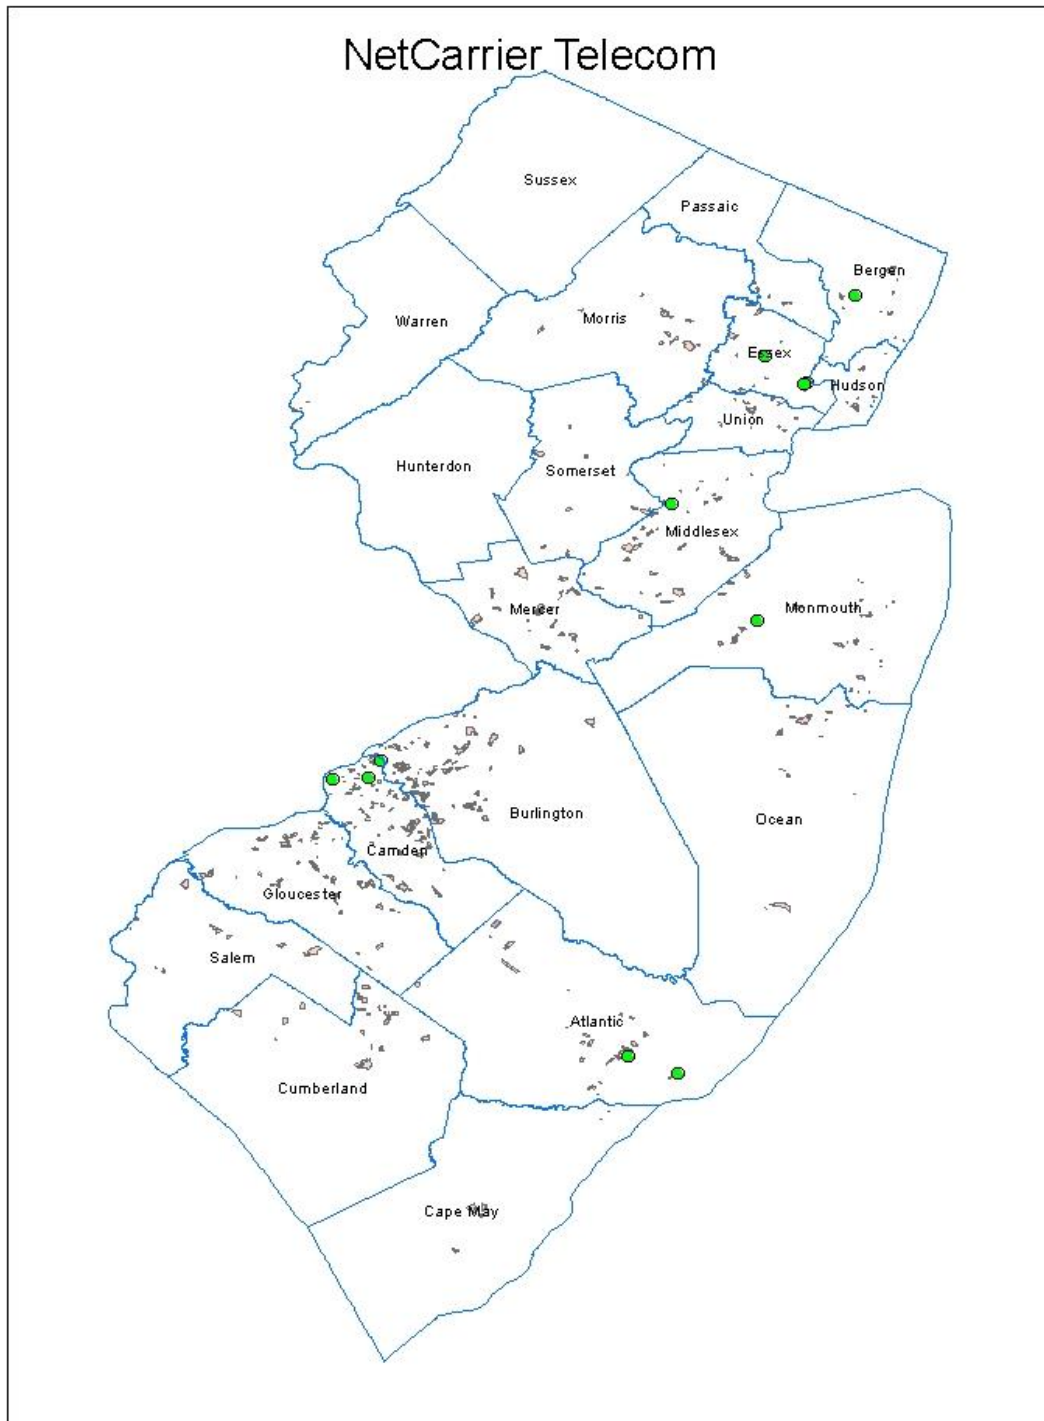 NetCarrier Telecom
Sussex
Passaic
Bergen
Warren
Morris
Essex
Hudson
Union
Hunterdon
Somerset
Middlesex
Mercer
Monmouth
Burlington
Ocean
Camden
Gloucester
Salem
Atlantic
Cumberland
Cape May